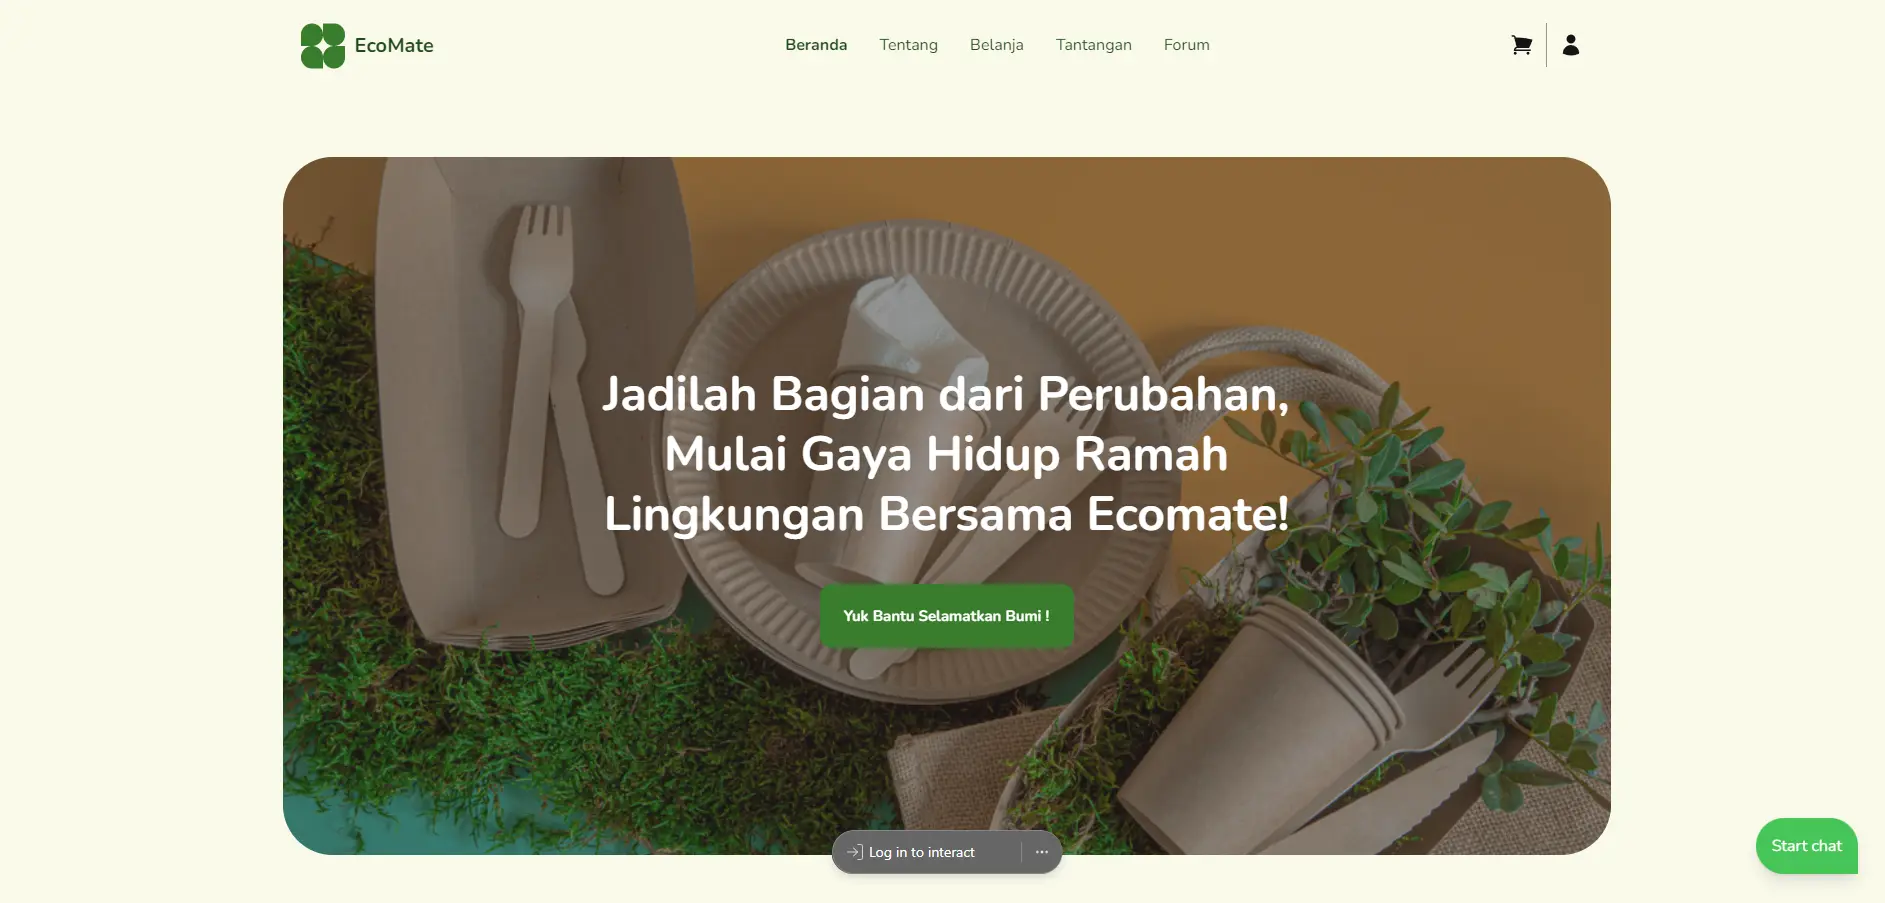 EcoMate
Beranda
Tentang
Belanja
Tantangan
Forum
Jadilah Bagian dari Perubahan,
Mulai Gaya Hidup Ramah
Lingkungan Bersama Ecomate!
Yuk Bantu Selamatkan Bumi !
Log in to interact
Start chat